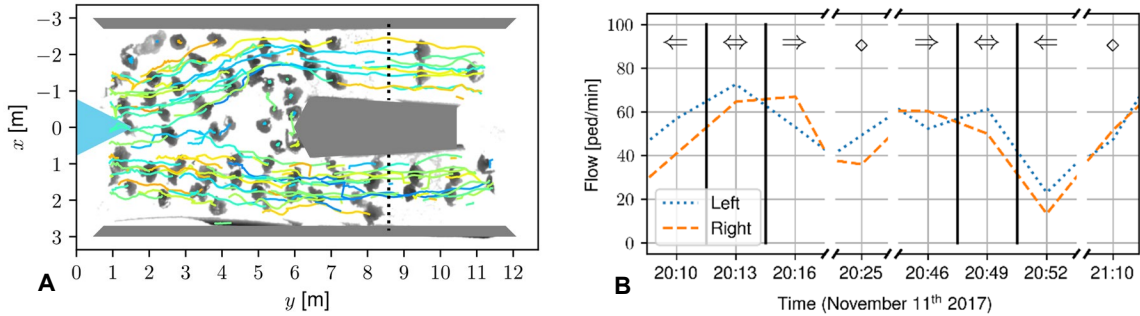 −3
−2
−1
0
1
2
3
x [m]
0 1 2 3 4 5 6 7 8 9 10 11 12
y [m]
A
100
80
60
40
20
0
Flow [ped/min]
⇐ ⇔ ⇒ ◇ ⇒ ⇔ ⇐ ◇
Left
Right
20:10 20:13 20:16 20:25 20:46 20:49 20:52 21:10
Time (November 11th 2017)
B